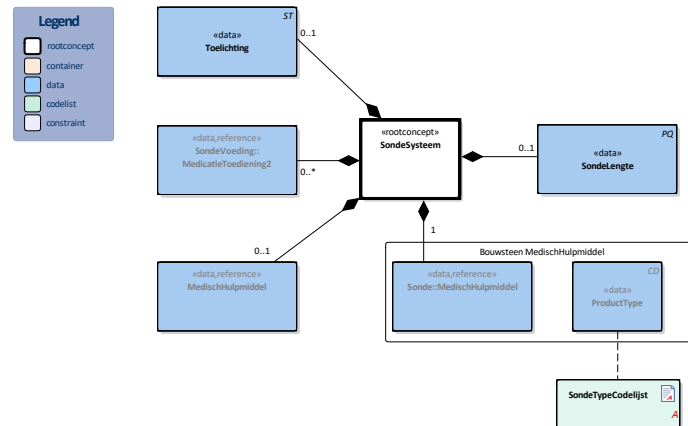 Legend
rootconcept
container
data
codelist
constraint
ST
«data»
Toelichting
0..1
«data,reference»
SondeVoeding::
MedicatieToediening2
0..*
«rootconcept»
SondeSysteem
0..1
PQ
«data»
SondeLengte
0..1
«data,reference»
MedischHulpmiddel
1
Bouwsteen MedischHulpmiddel
«data,reference»
Sonde::MedischHulpmiddel
CD
«data»
ProductType
SondeTypeCodelijst
A